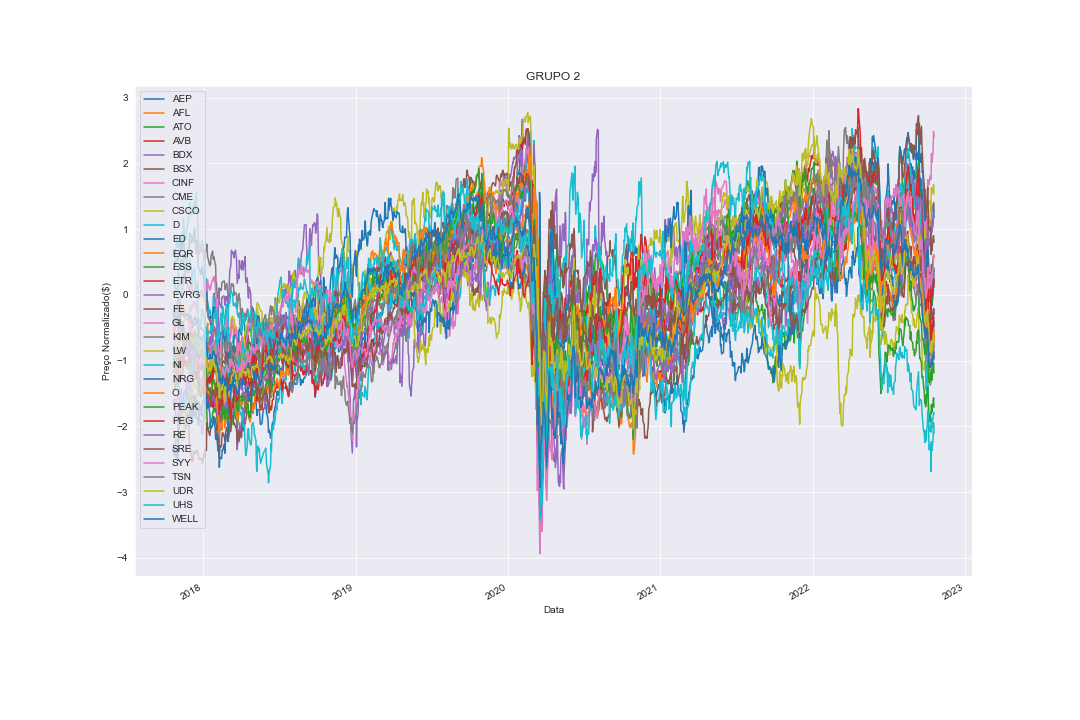 GRUPO 2
3
2
1
0
−1
−2
−3
−4
Preço Normalizado($)
AEP
AFL
ATO
AVB
BDX
BSX
CINF
CME
CSCO
D
ED
EQR
ESS
ETR
EVRG
FE
GL
KIM
LW
NI
NRG
O
PEAK
PEG
RE
SRE
SYY
TSN
UDR
UHS
WELL
2018
2019
2020
2021
2022
2023
Data